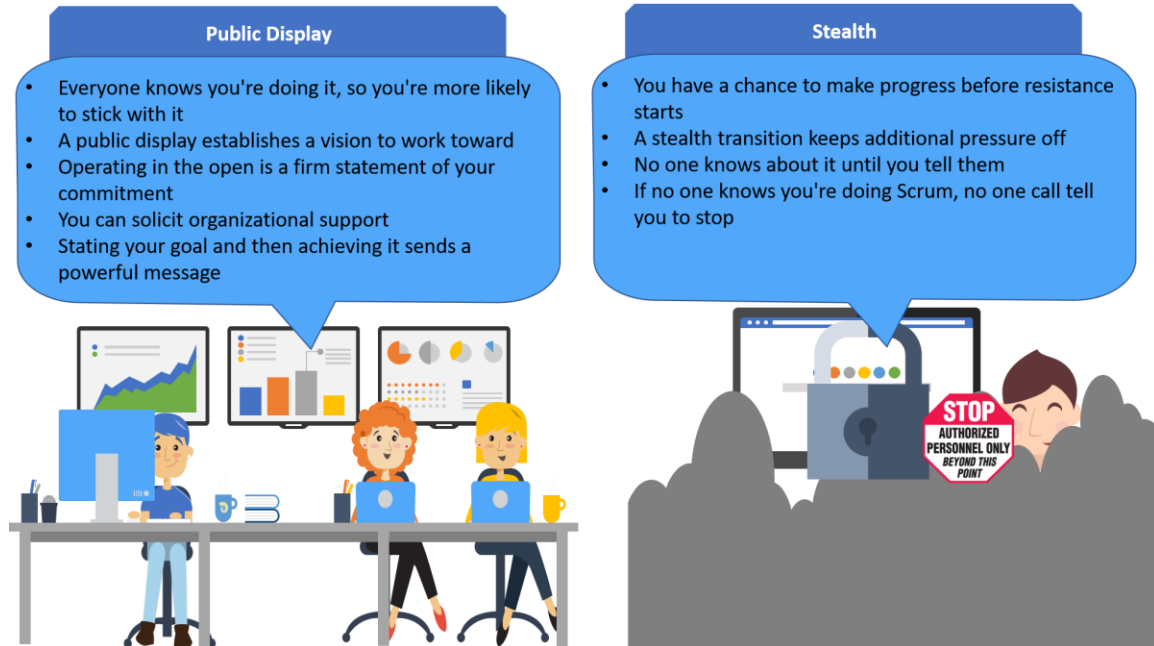 Public Display
• Everyone knows you're doing it, so you're more likely
to stick with it
• A public display establishes a vision to work toward
• Operating in the open is a firm statement of your
commitment
• You can solicit organizational support
• Stating your goal and then achieving it sends a
powerful message
Stealth
• You have a chance to make progress before resistance
starts
• A stealth transition keeps additional pressure off
• No one knows about it until you tell them
• If no one knows you're doing Scrum, no one call tell
you to stop
STOP
AUTHORIZED
PERSONNEL ONLY
BEYOND THIS
POINT